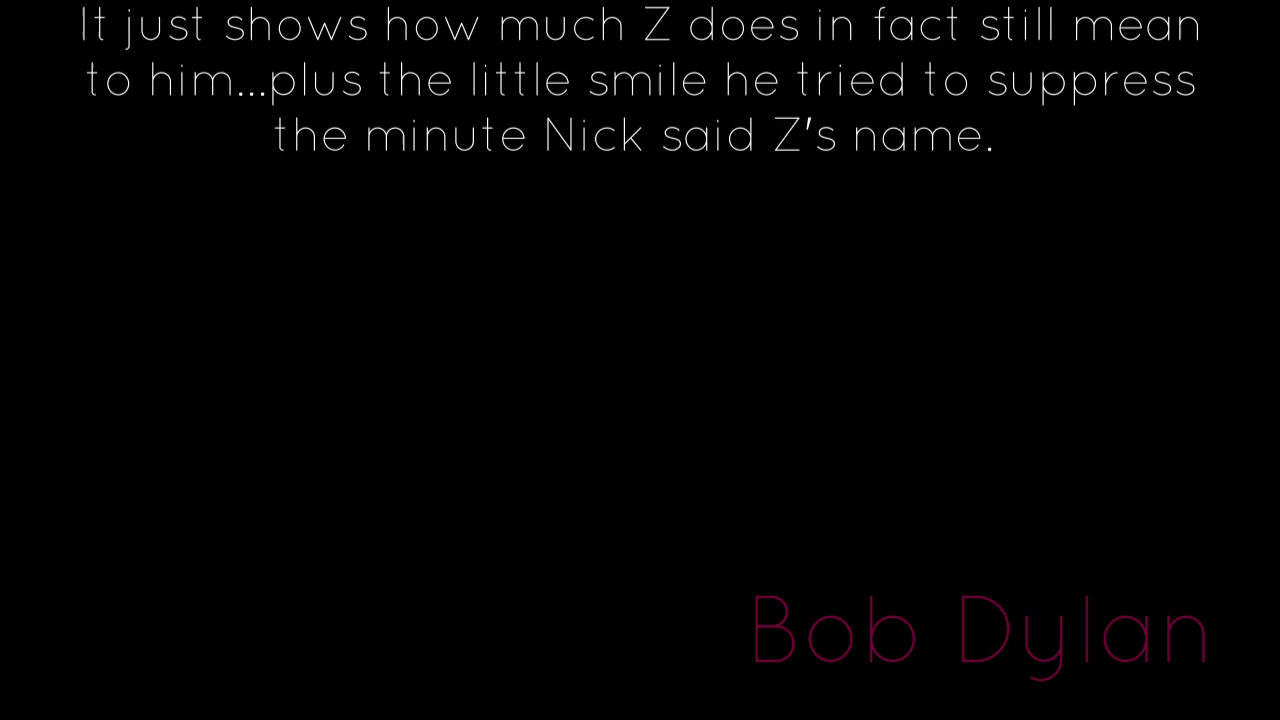 It just shows how much Z does in fact still mean
to him...plus the little smile he tried to suppress
the minute Nick said Z's name.
Bob Dylan